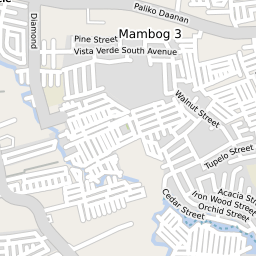 Paliko Daanan
Diamond
Pine Street
Mambog 3
Vista Verde South Avenue
Walnut Street
Tupelo Street
Cedar Street
Acacia St
Iron Wood Street
Orchid Street